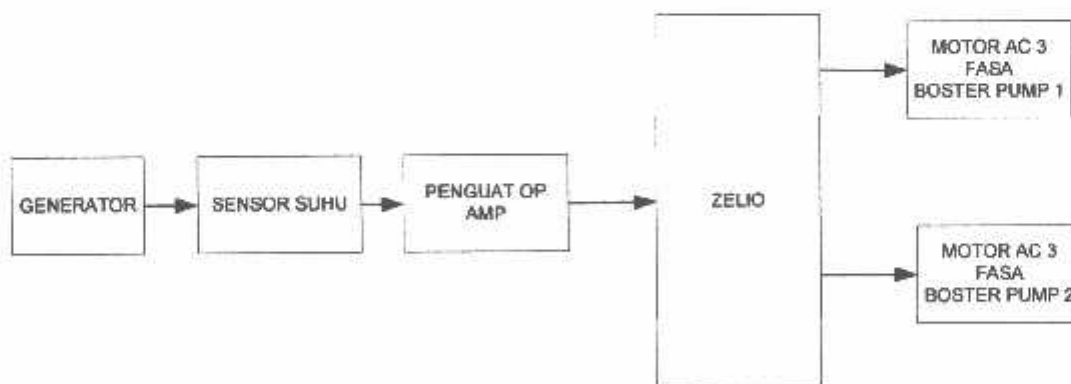 GENERATOR
SENSOR SUHU
PENGUAT OP
AMP
ZELIO
MOTOR AC 3
FASA
BOSTER PUMP 1
MOTOR AC 3
FASA
BOSTER PUMP 2